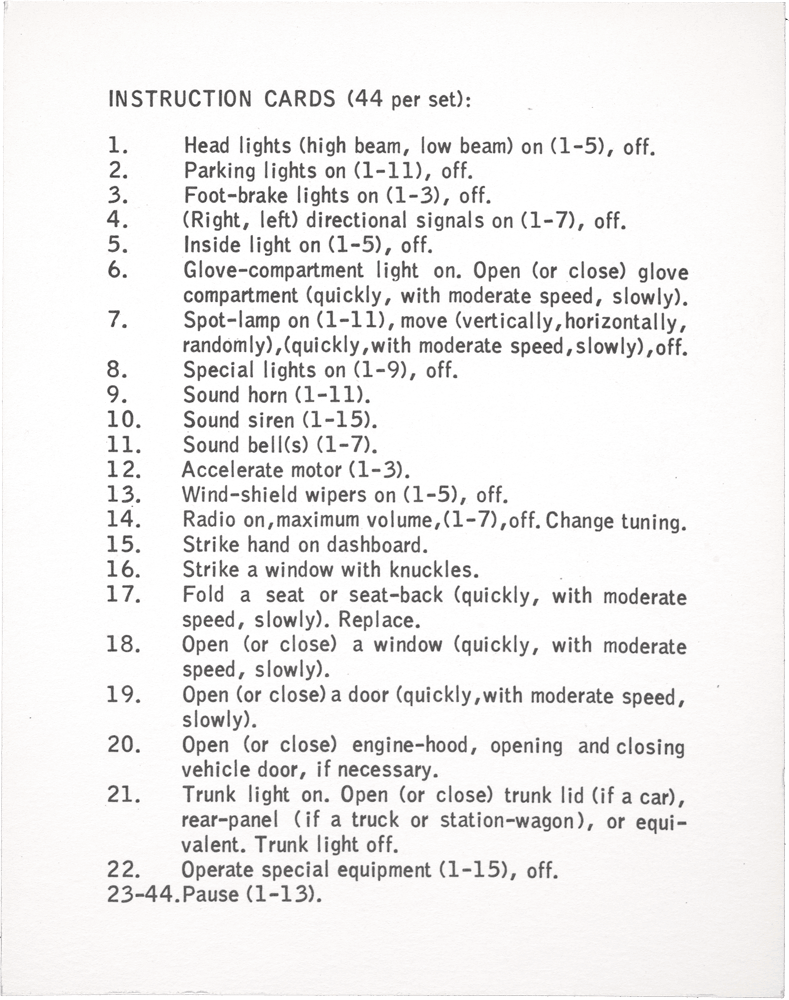 INSTRUCTION CARDS (44 per set):
1. Head lights (high beam, low beam) on (1-5), off.
2. Parking lights on (1-11), off.
3. Foot-brake lights on (1-3), off.
4. (Right, left) directional signals on (1-7), off.
5. Inside light on (1-5), off.
6. Glove-compartment light on. Open (or close) glove
compartment (quickly, with moderate speed, slowly).
7. Spot-lamp on (1-11), move (vertically,horizontally,
randomly),(quickly,with moderate speed,slowly),off.
8. Special lights on (1-9), off.
9. Sound horn (1-11).
10. Sound siren (1-15).
11. Sound bell(s) (1-7).
12. Accelerate motor (1-3).
13. Wind-shield wipers on (1-5), off.
14. Radio on,maximum volume,(1-7),off. Change tuning.
15. Strike hand on dashboard.
16. Strike a window with knuckles.
17. Fold a seat or seat-back (quickly, with moderate
speed, slowly). Replace.
18. Open (or close) a window (quickly, with moderate
speed, slowly).
19. Open (or close) a door (quickly,with moderate speed,
slowly).
20. Open (or close) engine-hood, opening and closing
vehicle door, if necessary.
21. Trunk light on. Open (or close) trunk lid (if a car),
rear-panel (if a truck or station-wagon), or equi-
valent. Trunk light off.
22. Operate special equipment (1-15), off.
23-44.Pause (1-13).